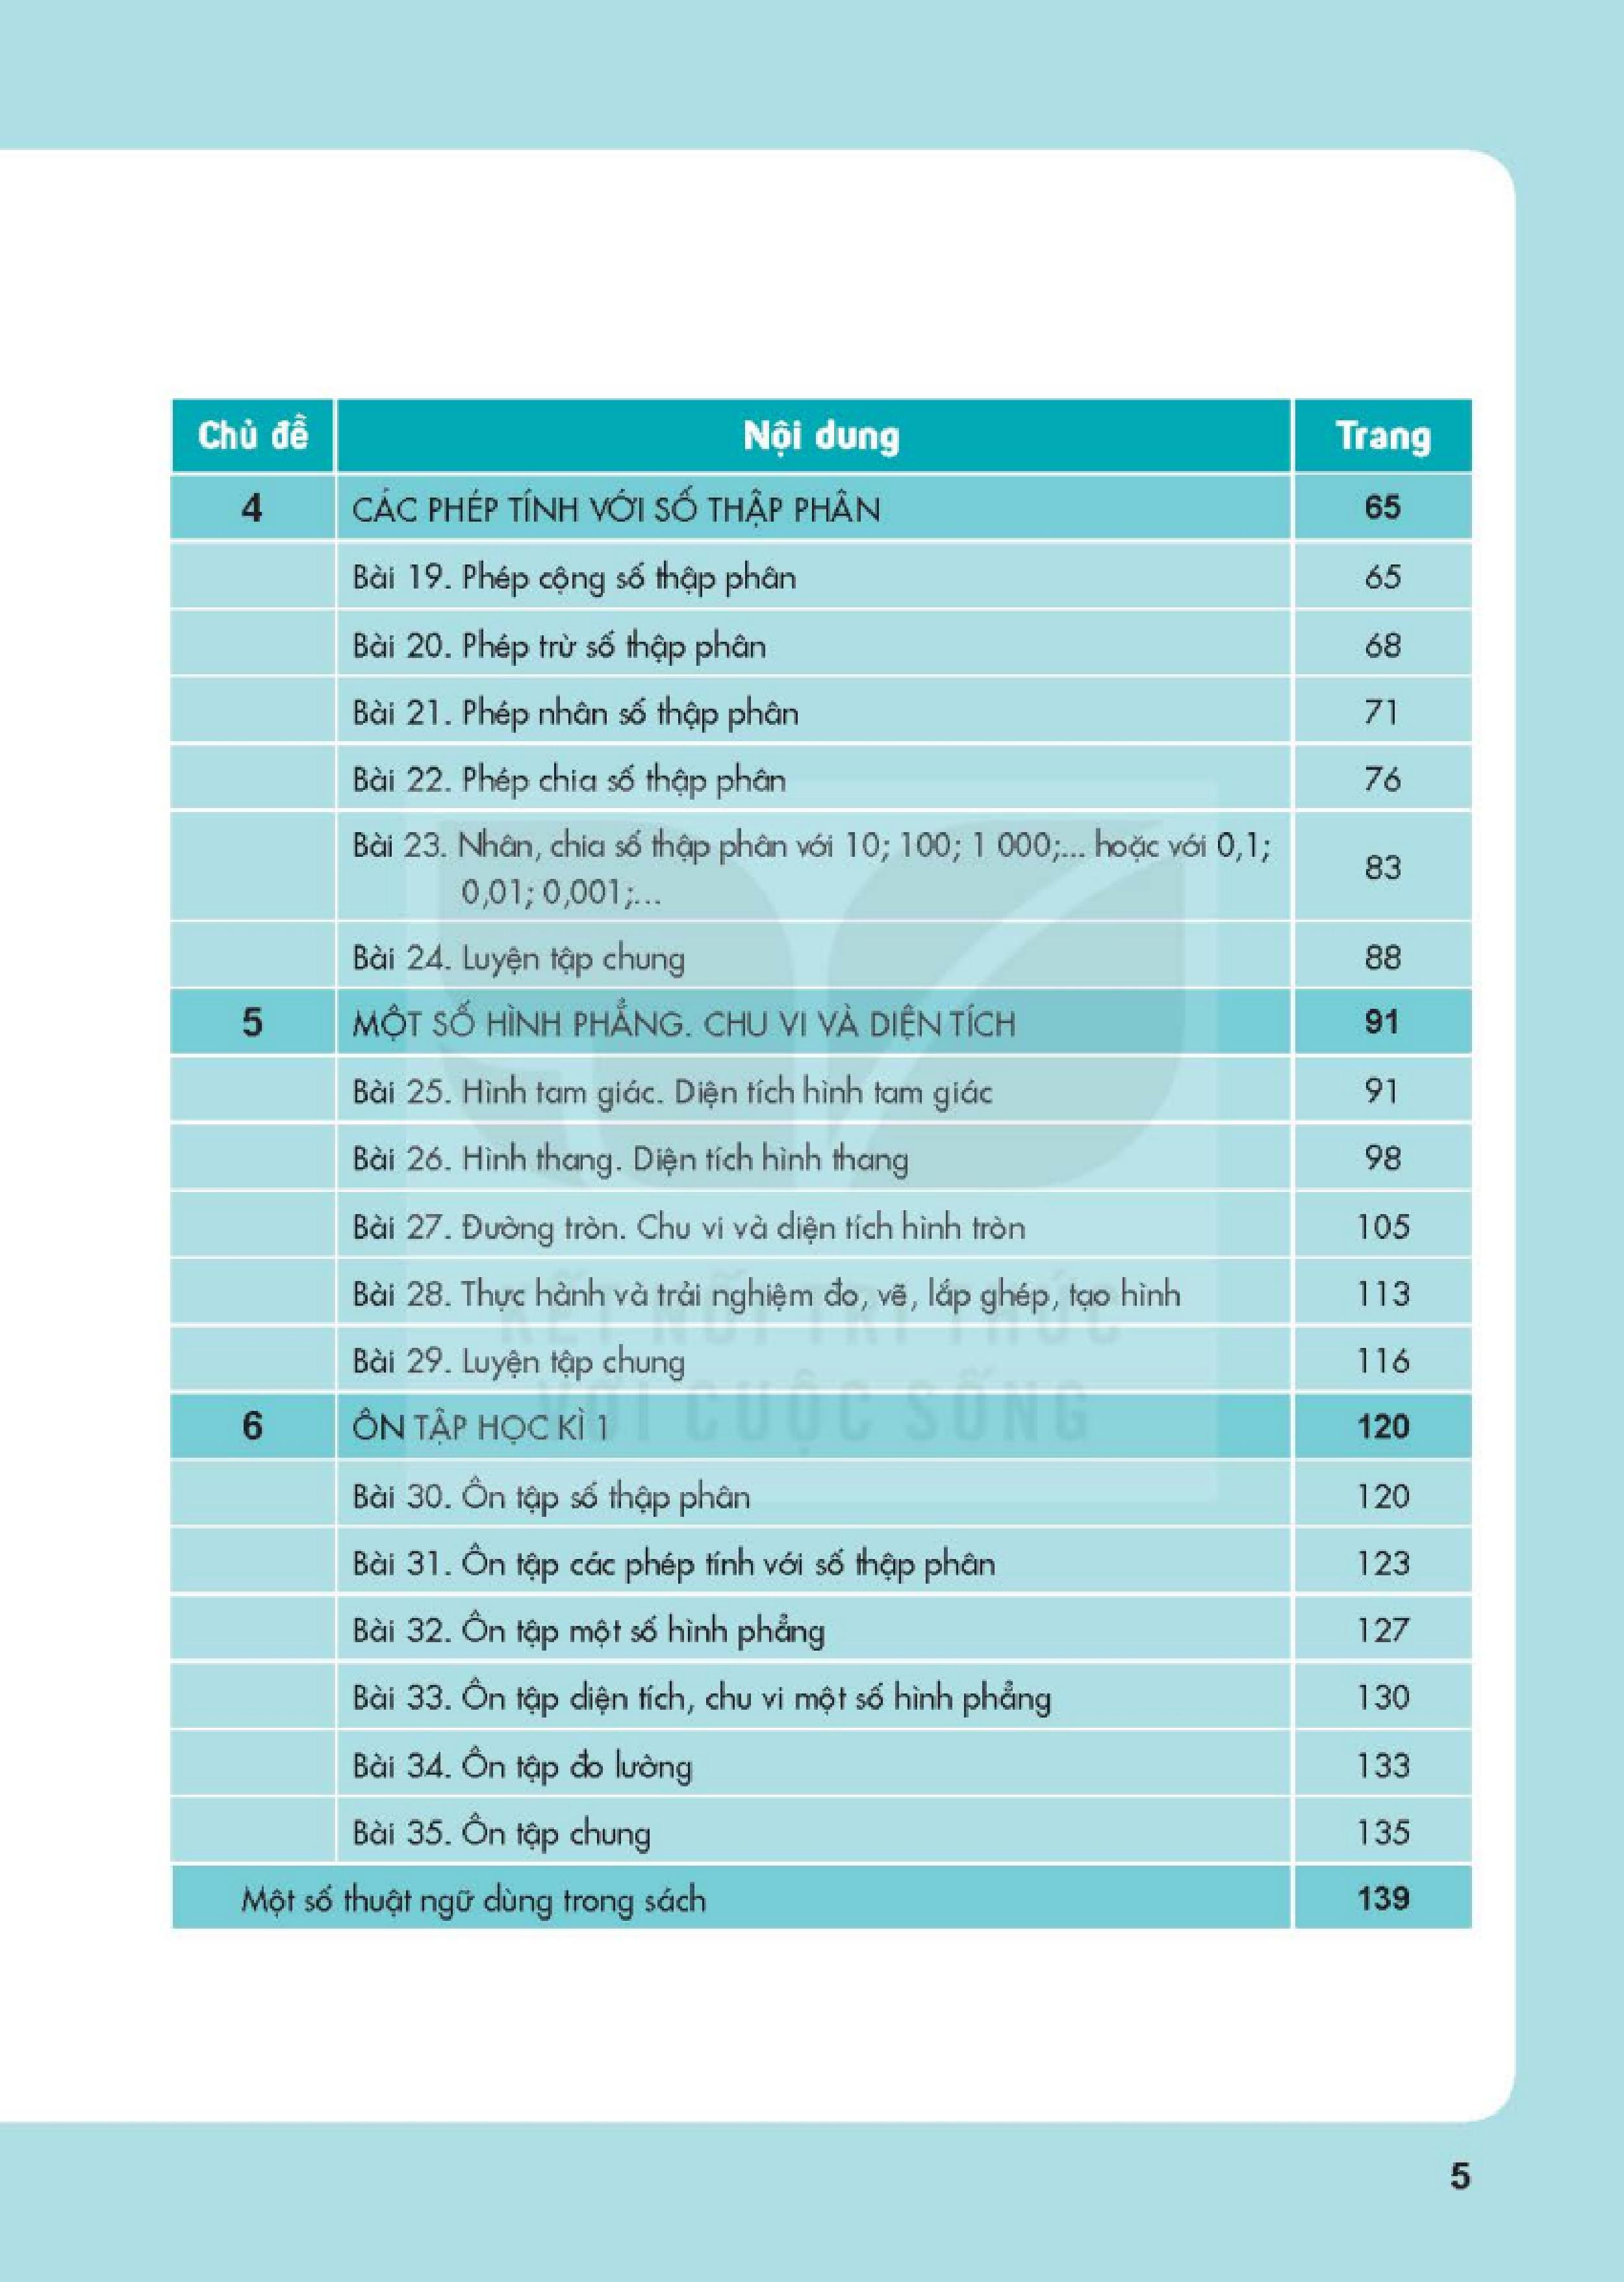 Chủ đề Nội dung Trang
4 CÁC PHÉP TÍNH VỚI SỐ THẬP PHÂN 65
Bài 19. Phép cộng số thập phân 65
Bài 20. Phép trừ số thập phân 68
Bài 21. Phép nhân số thập phân 71
Bài 22. Phép chia số thập phân 76
Bài 23. Nhân, chia số thập phân với 10; 100; 1 000;... hoặc với 0,1;
0,01; 0,001;... 83
Bài 24. Luyện tập chung 88
5 MỘT SỐ HÌNH PHẲNG. CHU VI VÀ DIỆN TÍCH 91
Bài 25. Hình tam giác. Diện tích hình tam giác 91
Bài 26. Hình thang. Diện tích hình thang 98
Bài 27. Đường tròn. Chu vi và diện tích hình tròn 105
Bài 28. Thực hành và trải nghiệm đo, vẽ, lắp ghép, tạo hình 113
KẾT NỐI TRI THỨC
Bài 29. Luyện tập chung 116
VỚI CUỘC SỐNG
6 ÔN TẬP HỌC KÌ 1 120
Bài 30. Ôn tập số thập phân 120
Bài 31. Ôn tập các phép tính với số thập phân 123
Bài 32. Ôn tập một số hình phẳng 127
Bài 33. Ôn tập diện tích, chu vi một số hình phẳng 130
Bài 34. Ôn tập đo lường 133
Bài 35. Ôn tập chung 135
Một số thuật ngữ dùng trong sách 139
5